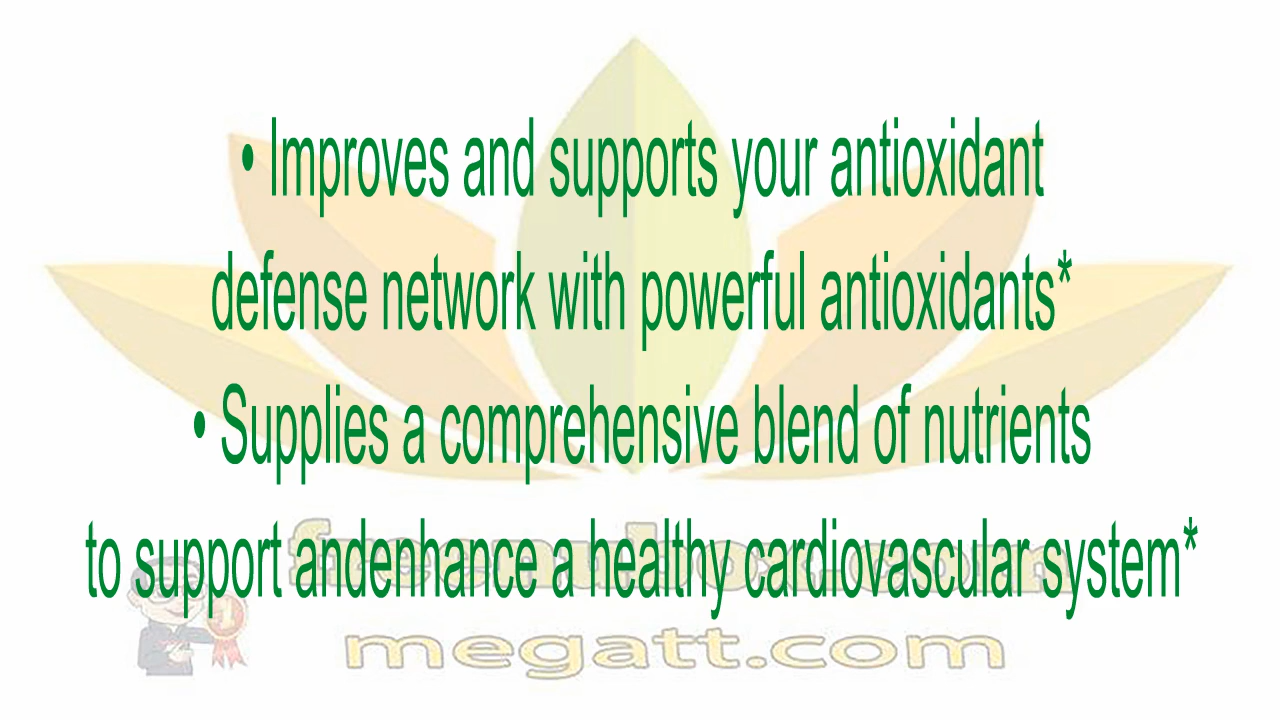 • Improves and supports your antioxidant
defense network with powerful antioxidants*
• Supplies a comprehensive blend of nutrients
to support andenhance a healthy cardiovascular system*
1
megatt.com